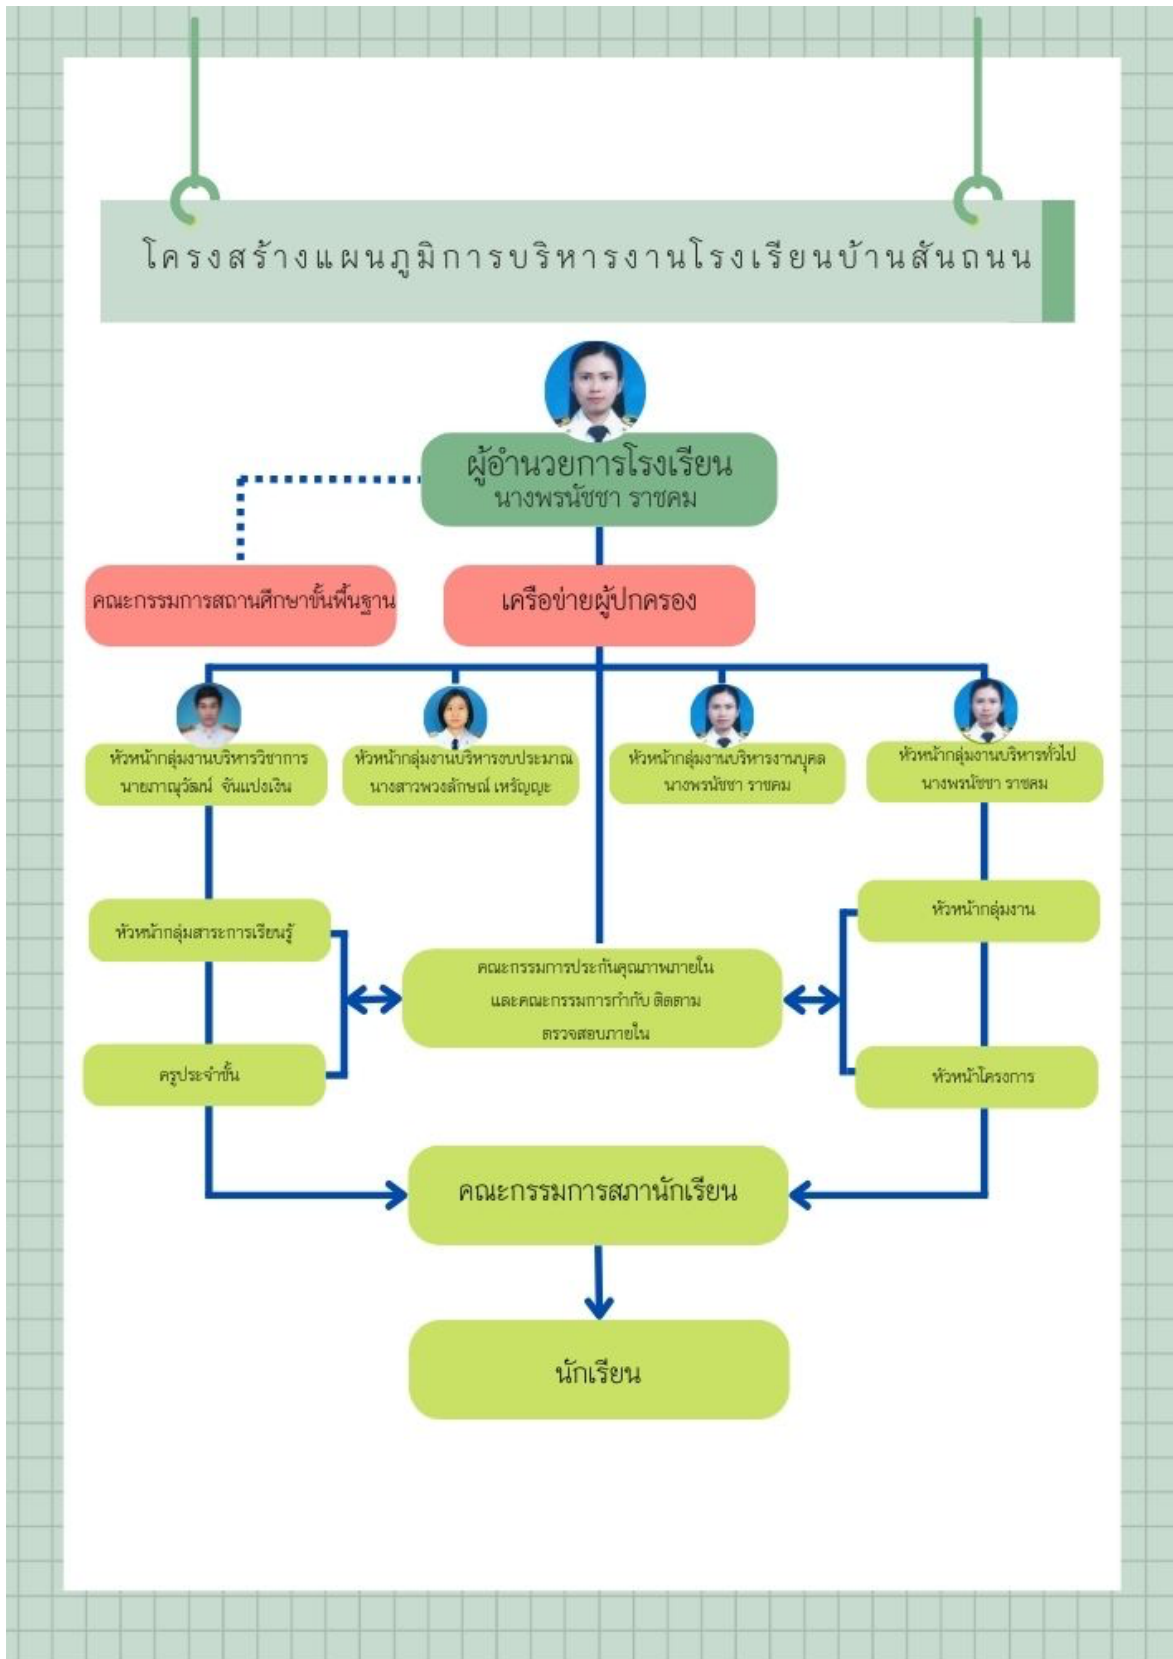 โครงสร้างแผนภูมิการบริหารงานโรงเรียนบ้านสันถนน
ผู้อำนวยการโรงเรียน
นางพรนัชชา ราชคม
คณะกรรมการสถานศึกษาขั้นพื้นฐาน
เครือข่ายผู้ปกครอง
หัวหน้ากลุ่มงานบริหารวิชาการ
นายภาณุวัฒน์ จันแปงเงิน
หัวหน้ากลุ่มงานบริหารงบประมาณ
นางสาวพวงลักษณ์ เหรัญญะ
หัวหน้ากลุ่มงานบริหารงานบุคล
นางพรนัชชา ราชคม
หัวหน้ากลุ่มงานบริหารทั่วไป
นางพรนัชชา ราชคม
หัวหน้ากลุ่มสาระการเรียนรู้
หัวหน้ากลุ่มงาน
คณะกรรมการประกันคุณภาพภายใน
และคณะกรรมการกำกับ ติดตาม
ตรวจสอบภายใน
ครูประจำชั้น
หัวหน้าโครงการ
คณะกรรมการสภานักเรียน
นักเรียน